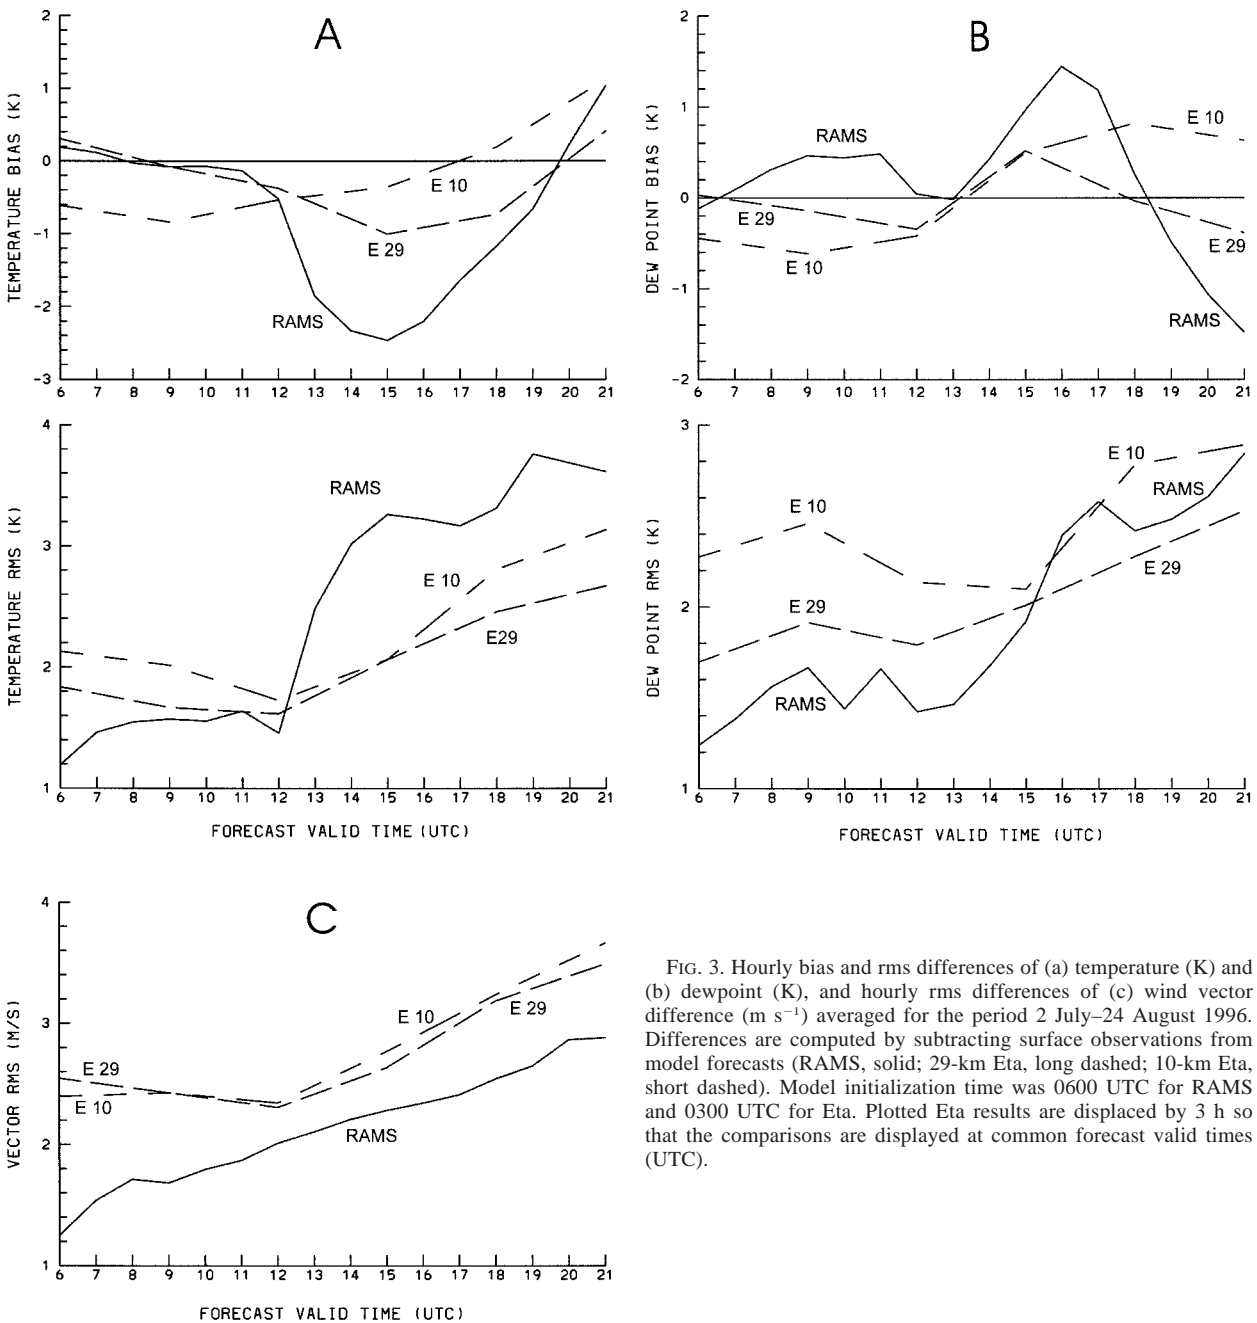 A
TEMPERATURE BIAS (K)
2
1
0
-1
-2
-3
E 10
E 29
RAMS
6 7 8 9 10 11 12 13 14 15 16 17 18 19 20 21
B
DEW POINT BIAS (K)
2
1
0
-1
-2
RAMS
E 10
E 29
E 10
E 29
RAMS
6 7 8 9 10 11 12 13 14 15 16 17 18 19 20 21
TEMPERATURE RMS (K)
4
3
2
1
RAMS
E 10
E29
6 7 8 9 10 11 12 13 14 15 16 17 18 19 20 21
FORECAST VALID TIME (UTC)
DEW POINT RMS (K)
3
2
1
E 10
E 10
RAMS
E 29
E 29
RAMS
6 7 8 9 10 11 12 13 14 15 16 17 18 19 20 21
FORECAST VALID TIME (UTC)
C
VECTOR RMS (M/S)
4
3
2
1
E 29
E 10
E 10
E 29
RAMS
6 7 8 9 10 11 12 13 14 15 16 17 18 19 20 21
FORECAST VALID TIME (UTC)
FIG. 3. Hourly bias and rms differences of (a) temperature (K) and
(b) dewpoint (K), and hourly rms differences of (c) wind vector
difference (m s⁻¹) averaged for the period 2 July–24 August 1996.
Differences are computed by subtracting surface observations from
model forecasts (RAMS, solid; 29-km Eta, long dashed; 10-km Eta,
short dashed). Model initialization time was 0600 UTC for RAMS
and 0300 UTC for Eta. Plotted Eta results are displaced by 3 h so
that the comparisons are displayed at common forecast valid times
(UTC).